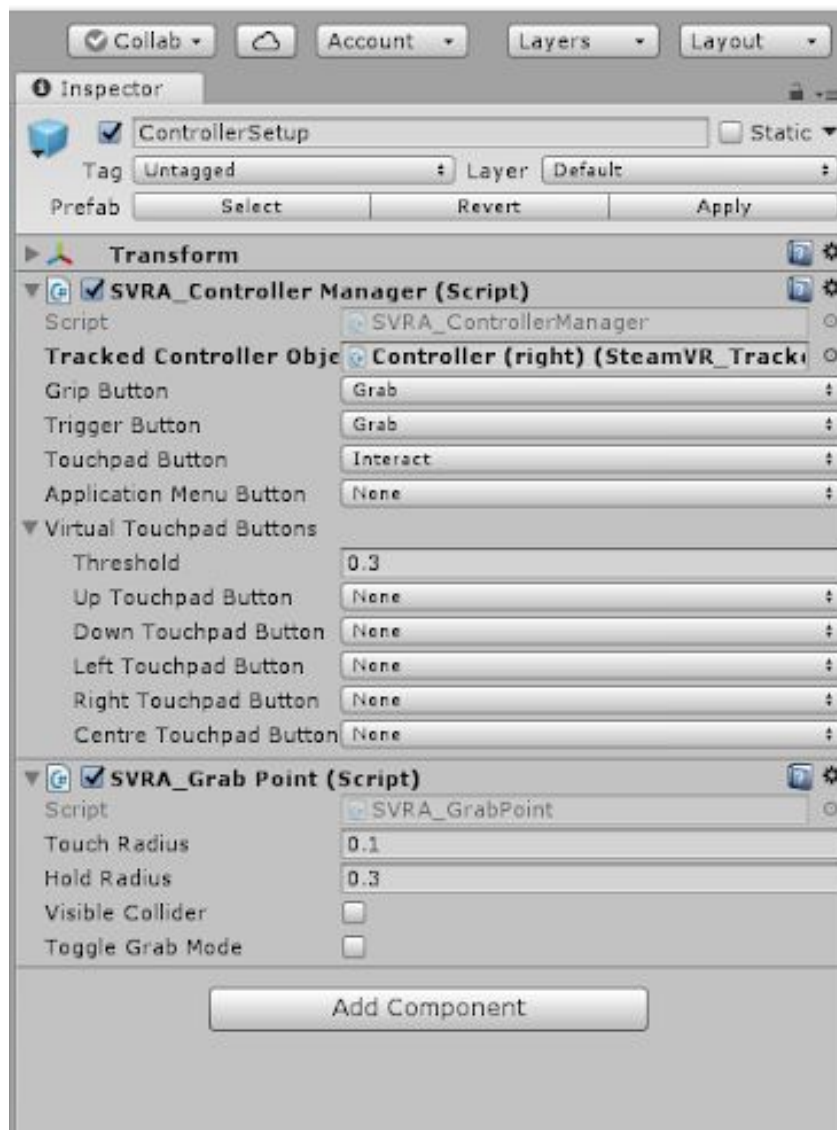 Collab Account Layers Layout
Inspector
ControllerSetup Static
Tag Untagged Layer Default
Prefab Select Revert Apply
Transform
SVRA_Controller Manager (Script)
Script SVRA_ControllerManager
Tracked Controller Obje Controller (right) (SteamVR_Tracke
Grip Button Grab
Trigger Button Grab
Touchpad Button Interact
Application Menu Button None
Virtual Touchpad Buttons
Threshold 0.3
Up Touchpad Button None
Down Touchpad Button None
Left Touchpad Button None
Right Touchpad Button None
Centre Touchpad Button None
SVRA_Grab Point (Script)
Script SVRA_GrabPoint
Touch Radius 0.1
Hold Radius 0.3
Visible Collider
Toggle Grab Mode
Add Component